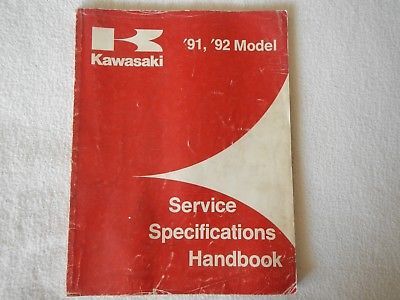 '91, '92 Model
Kawasaki
Service
Specifications
Handbook